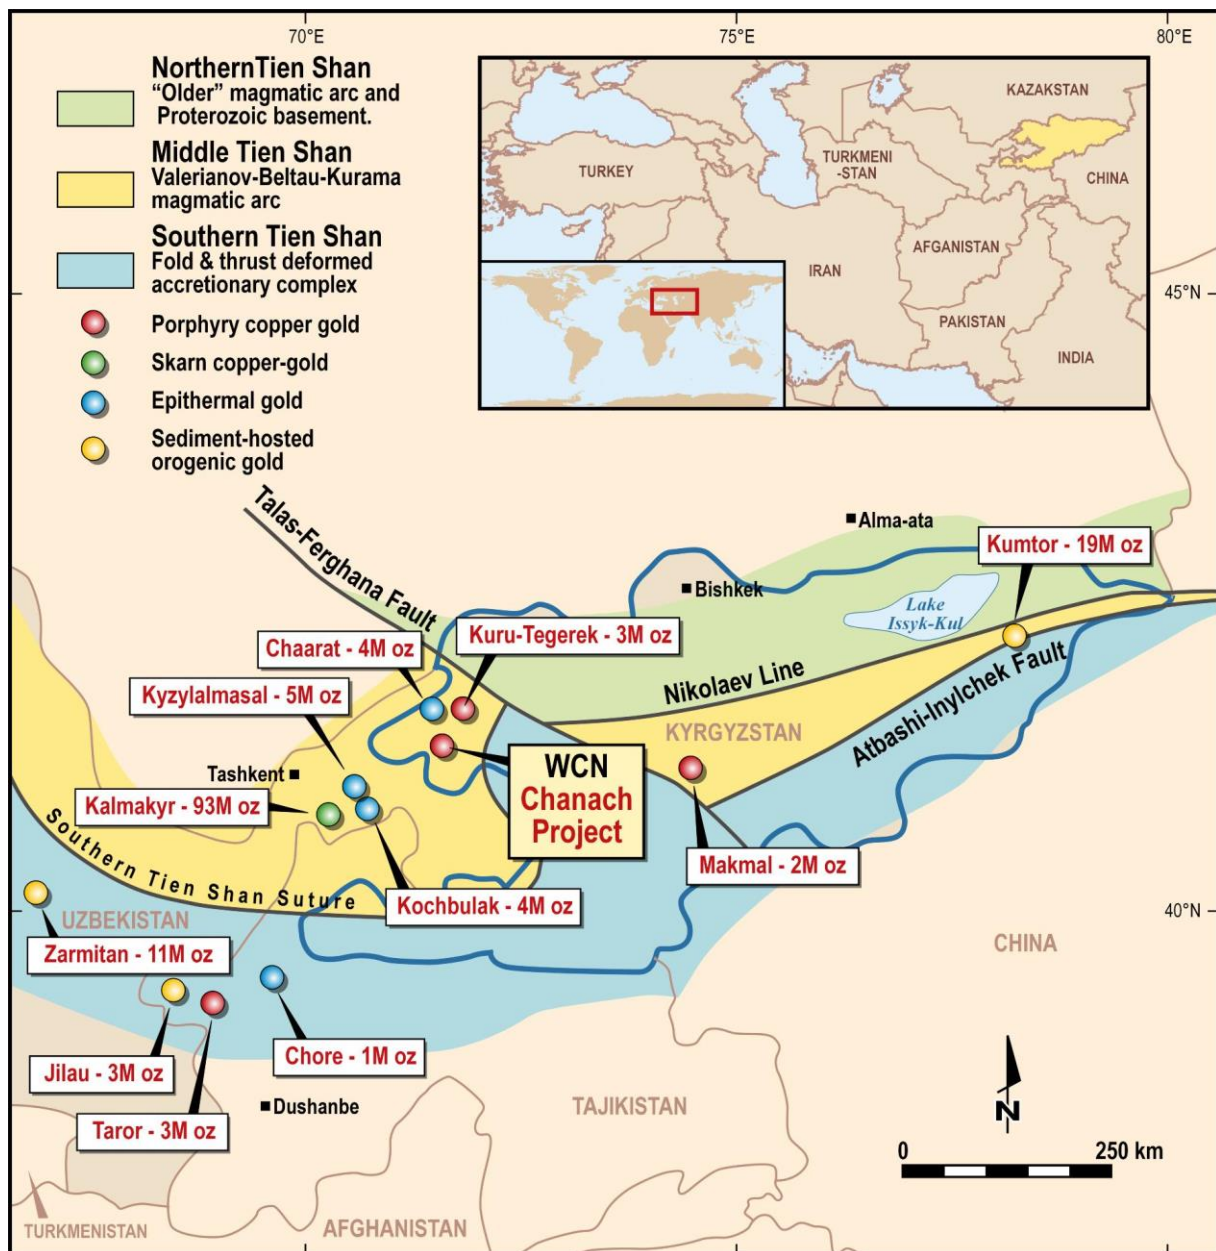 70°E
75°E
80°E
NorthernTien Shan
“Older” magmatic arc and
Proterozoic basement.
Middle Tien Shan
Valerianov-Beltau-Kurama
magmatic arc
Southern Tien Shan
Fold & thrust deformed
accretionary complex
Porphyry copper gold
Skarn copper-gold
Epithermal gold
Sediment-hosted
orogenic gold
KAZAKSTAN
TURKEY
TURKMENI
-STAN
CHINA
AFGANISTAN
IRAN
PAKISTAN
INDIA
45°N
Talas-Ferghana Fault
Alma-ata
Kumtor - 19M oz
Bishkek
Lake
Issyk-Kul
Chaarat - 4M oz
Kuru-Tegerek - 3M oz
Nikolaev Line
Kyzylalmasal - 5M oz
KYRGYZSTAN
Atbashi-Inylchek Fault
Tashkent
WCN
Chanach
Project
Kalmakyr - 93M oz
Southern Tien Shan Suture
Makmal - 2M oz
Kochbulak - 4M oz
40°N
UZBEKISTAN
CHINA
Zarmitan - 11M oz
Chore - 1M oz
Jilau - 3M oz
Dushanbe
TAJIKISTAN
Taror - 3M oz
N
0
250 km
TURKMENISTAN
AFGHANISTAN